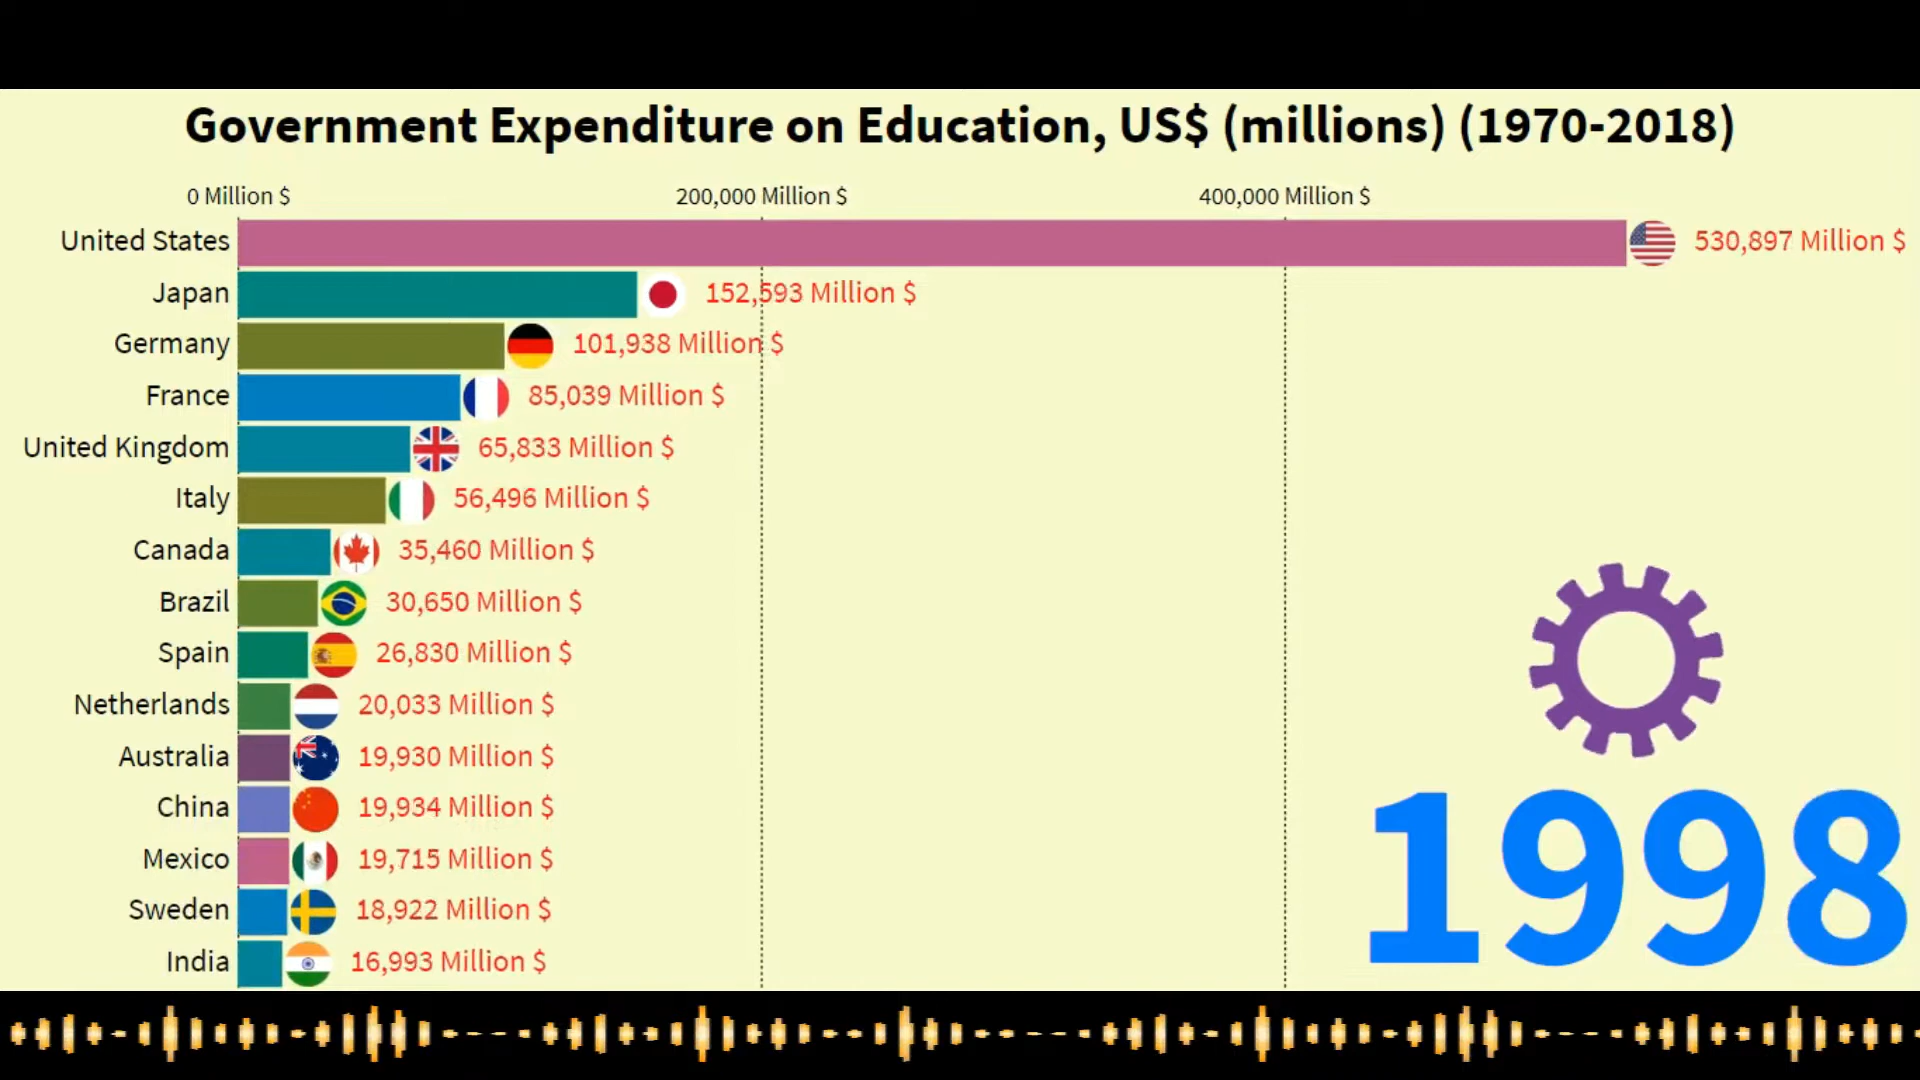 Government Expenditure on Education, US$ (millions) (1970-2018)
0 Million $ 200,000 Million $ 400,000 Million $
United States 530,897 Million $
Japan 152,593 Million $
Germany 101,938 Million $
France 85,039 Million $
United Kingdom 65,833 Million $
Italy 56,496 Million $
Canada 35,460 Million $
Brazil 30,650 Million $
Spain 26,830 Million $
Netherlands 20,033 Million $
Australia 19,930 Million $
China 19,934 Million $
Mexico 19,715 Million $
Sweden 18,922 Million $
India 16,993 Million $
1998